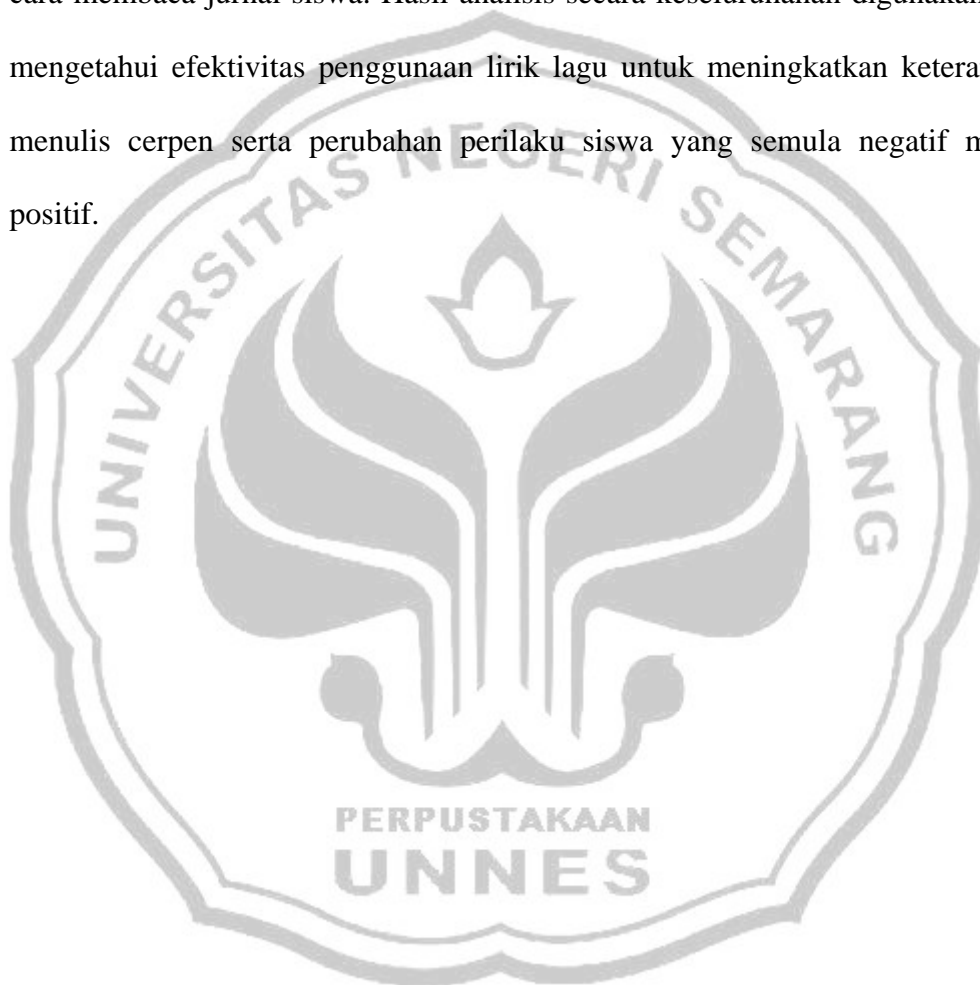 cara membaca jurnal siswa. Hasil analisis secara keseluruhanan digunakan
mengetahui efektivitas penggunaan lirik lagu untuk meningkatkan ketera
menulis cerpen serta perubahan perilaku siswa yang semula negatif m
positif.
UNIVERSITAS NEGERI SEMARANG
PERPUSTAKAAN
UNNES